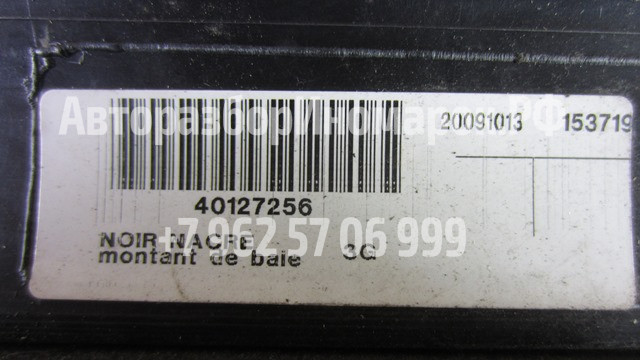 20091013 153719
АвторазборИномарок.РФ
40127256
+7 962 57 06 999
NOIR NACRE
montant de baie 3G